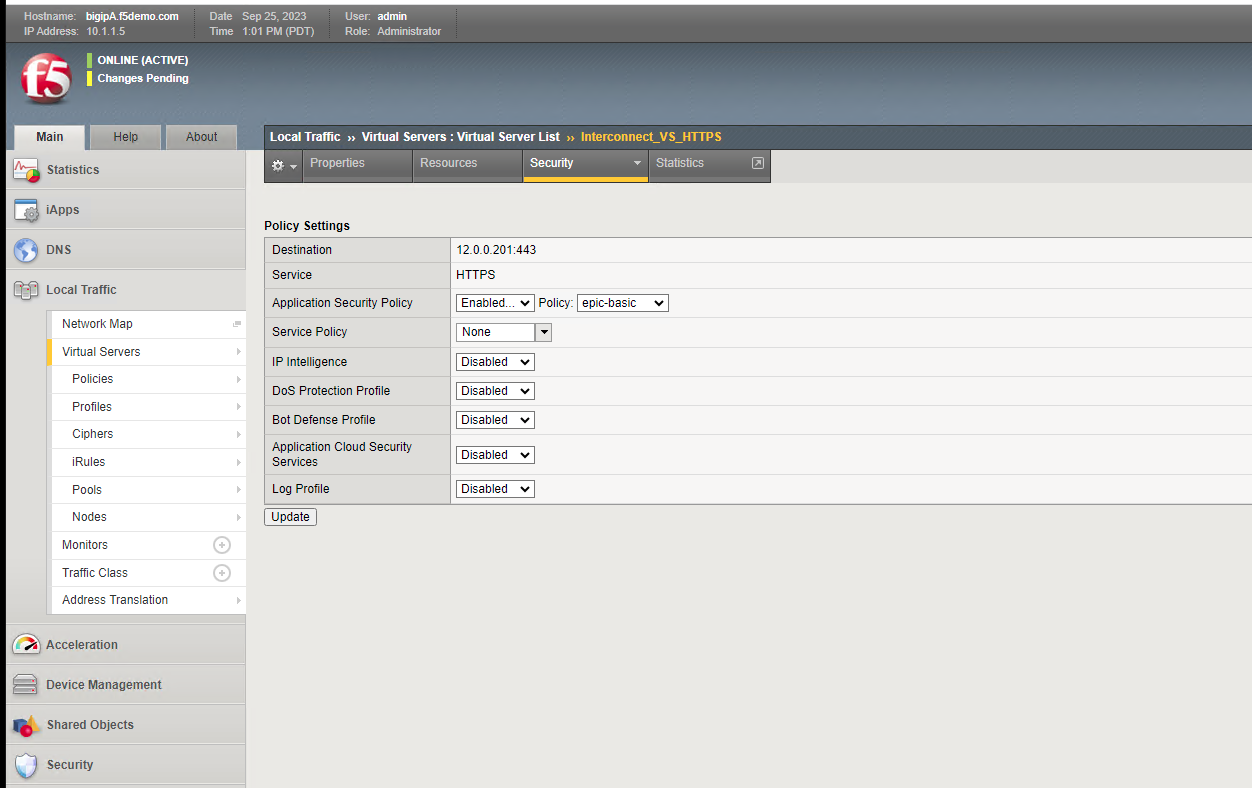 Hostname: bigipA.f5demo.com Date Sep 25, 2023 User: admin
IP Address: 10.1.1.5 Time 1:01 PM (PDT) Role: Administrator
f5
ONLINE (ACTIVE)
Changes Pending
Main Help About
Local Traffic ›› Virtual Servers : Virtual Server List ›› Interconnect_VS_HTTPS
Properties Resources Security Statistics
Statistics
iApps
DNS
Local Traffic
Network Map
Virtual Servers
Policies
Profiles
Ciphers
iRules
Pools
Nodes
Monitors
Traffic Class
Address Translation
Acceleration
Device Management
Shared Objects
Security
Policy Settings
Destination 12.0.0.201:443
Service HTTPS
Application Security Policy Enabled... Policy: epic-basic
Service Policy None
IP Intelligence Disabled
DoS Protection Profile Disabled
Bot Defense Profile Disabled
Application Cloud Security
Services Disabled
Log Profile Disabled
Update